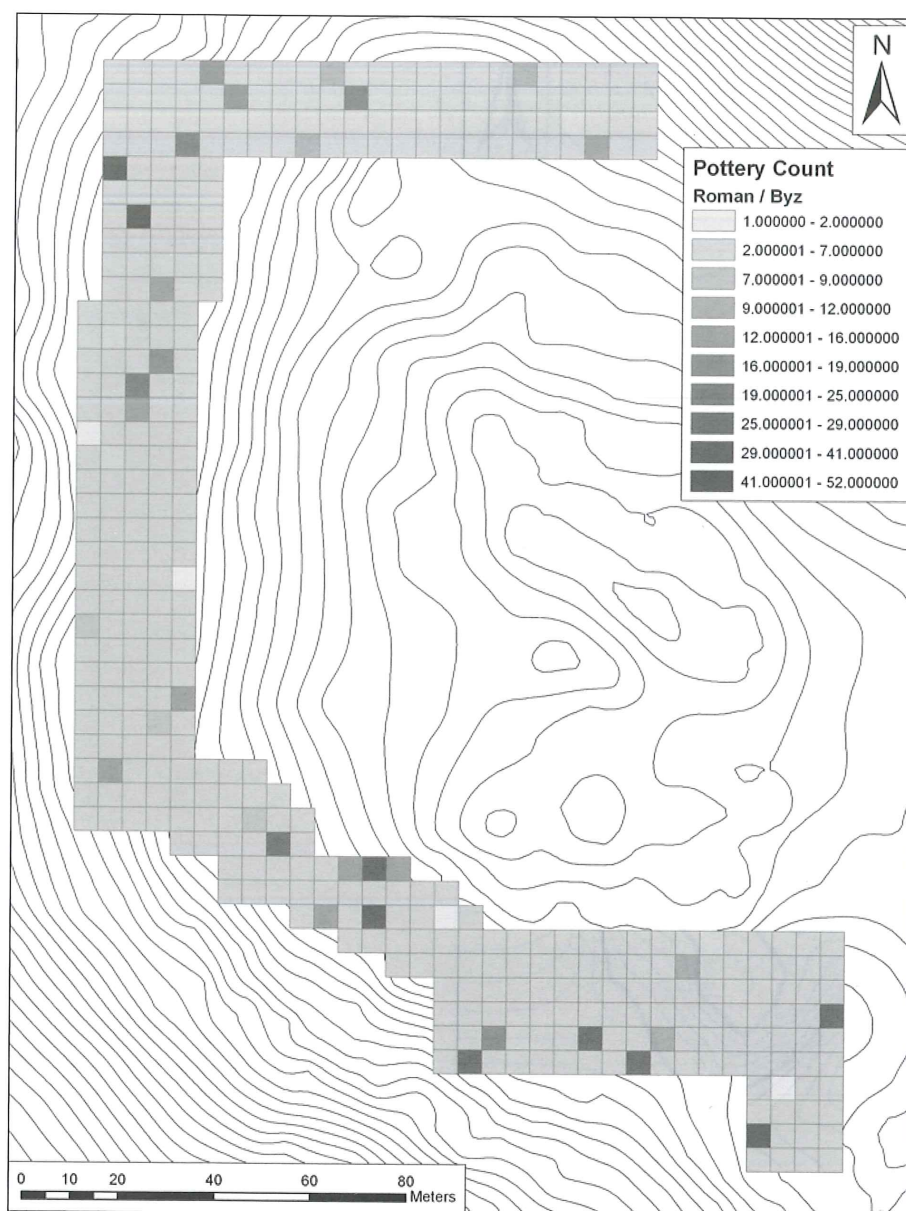 N
Pottery Count
Roman / Byz
1.000000 - 2.000000
2.000001 - 7.000000
7.000001 - 9.000000
9.000001 - 12.000000
12.000001 - 16.000000
16.000001 - 19.000000
19.000001 - 25.000000
25.000001 - 29.000000
29.000001 - 41.000000
41.000001 - 52.000000
0 10 20 40 60 80
Meters